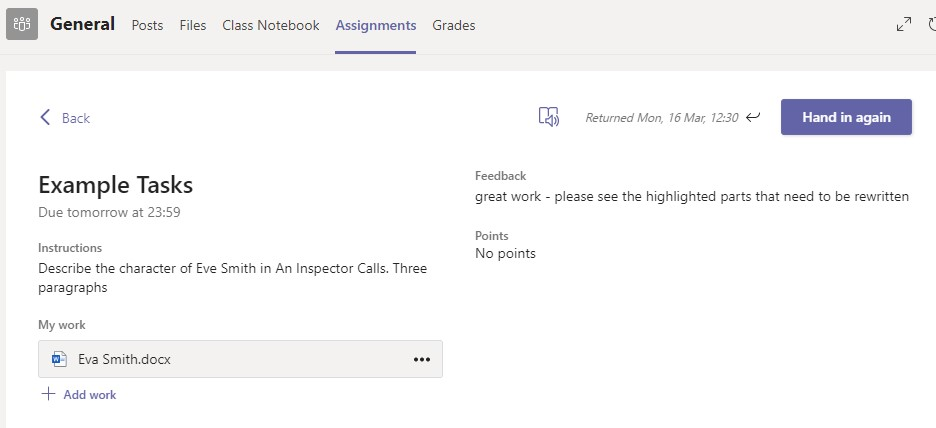 General Posts Files Class Notebook Assignments Grades
Back
Returned Mon, 16 Mar, 12:30
Hand in again
Example Tasks
Due tomorrow at 23:59
Instructions
Describe the character of Eve Smith in An Inspector Calls. Three
paragraphs
My work
Eva Smith.docx
Add work
Feedback
great work - please see the highlighted parts that need to be rewritten
Points
No points